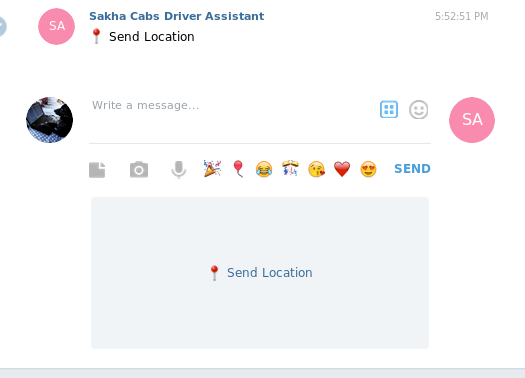 SA
Sakha Cabs Driver Assistant
5:52:51 PM
📍 Send Location
Write a message...
SA
SEND
📍 Send Location